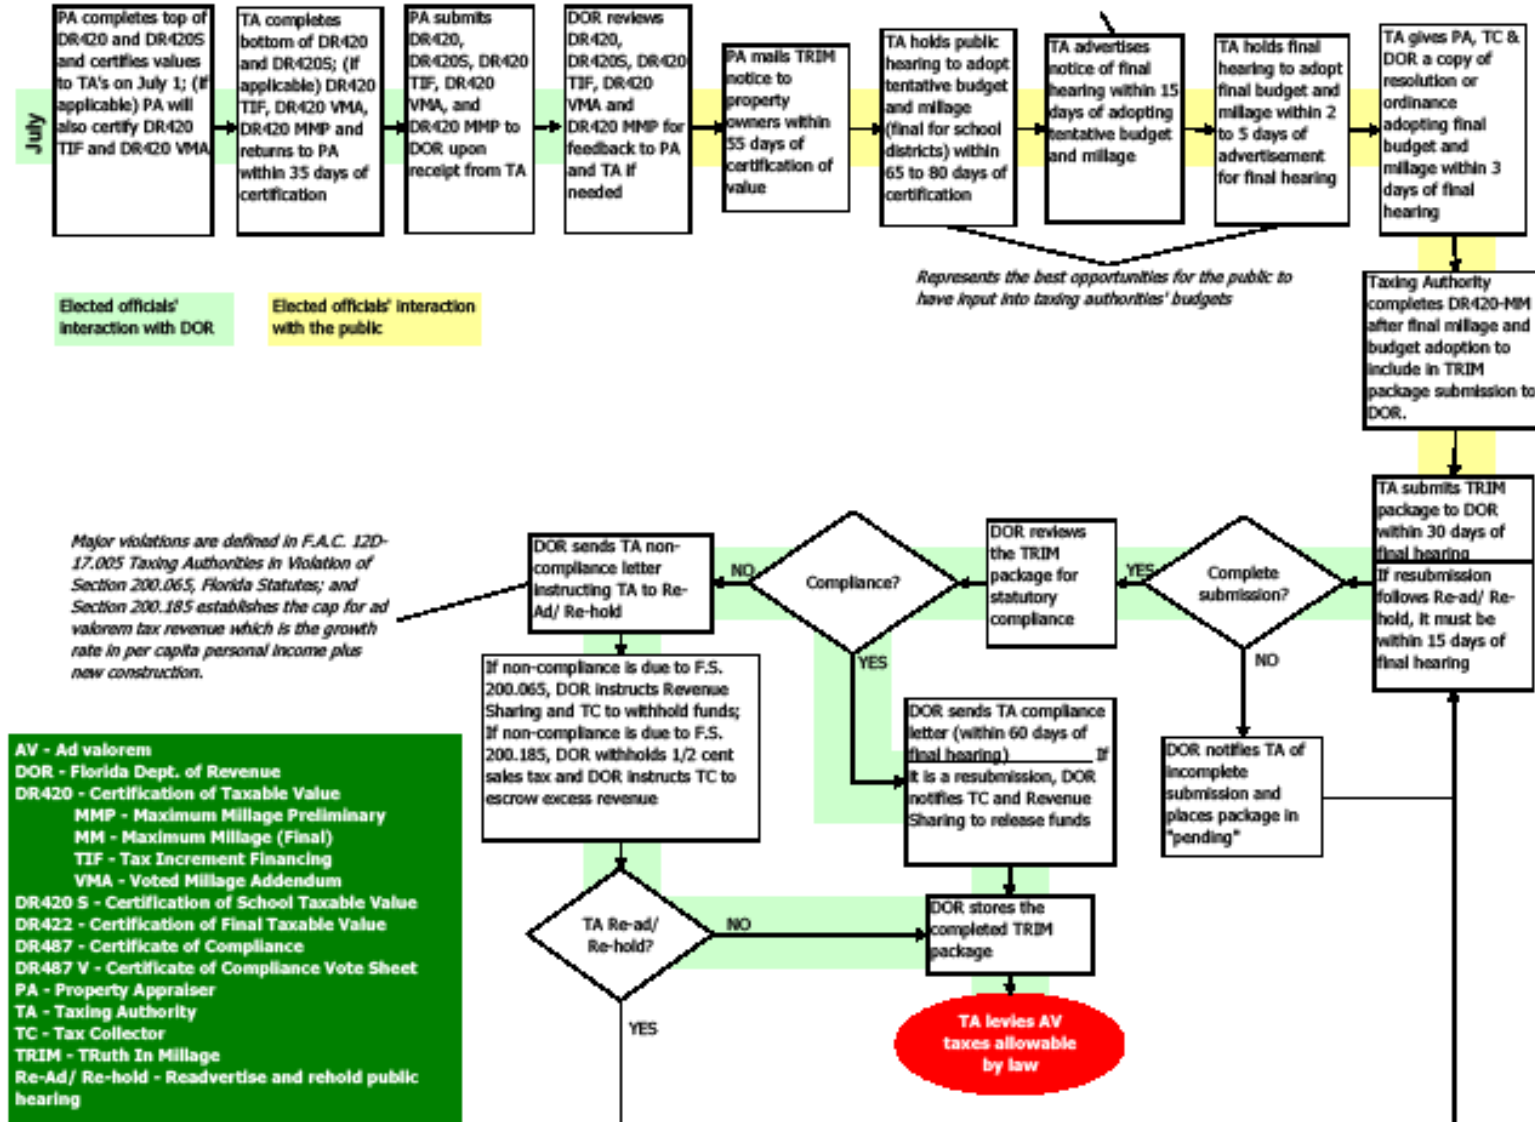 July
PA completes top of
DR420 and DR420S
and certifies values
to TA's on July 1; (if
applicable) PA will
also certify DR420
TIF and DR420 VMA
TA completes
bottom of DR420
and DR420S; (if
applicable) DR420
TIF, DR420 VMA,
DR420 MMP and
returns to PA
within 35 days of
certification
PA submits
DR420,
DR420S, DR420
TIF, DR420
VMA, and
DR420 MMP to
DOR upon
receipt from TA
DOR reviews
DR420,
DR420S, DR420
TIF, DR420
VMA and
DR420 MMP for
feedback to PA
and TA if
needed
PA mails TRIM
notice to
property
owners within
55 days of
certification of
value
TA holds public
hearing to adopt
tentative budget
and millage
(final for school
districts) within
65 to 80 days of
certification
TA advertises
notice of final
hearing within 15
days of adopting
tentative budget
and millage
TA holds final
hearing to adopt
final budget and
millage within 2
to 5 days of
advertisement
for final hearing
TA gives PA, TC &
DOR a copy of
resolution or
ordinance
adopting final
budget and
millage within 3
days of final
hearing
Represents the best opportunities for the public to
have input into taxing authorities' budgets
Elected officials'
interaction with DOR
Elected officials' interaction
with the public
Taxing Authority
completes DR420-MM
after final millage and
budget adoption to
include in TRIM
package submission to
DOR.
TA submits TRIM
package to DOR
within 30 days of
final hearing
If resubmission
follows Re-ad/ Re-
hold, it must be
within 15 days of
final hearing
Complete
submission?
YES
NO
DOR notifies TA of
incomplete
submission and
places package in
"pending"
DOR reviews
the TRIM
package for
statutory
compliance
Compliance?
NO
YES
DOR sends TA non-
compliance letter
instructing TA to Re-
Ad/ Re-hold
Major violations are defined in F.A.C. 12D-
17.005 Taxing Authorities in Violation of
Section 200.065, Florida Statutes; and
Section 200.185 establishes the cap for ad
valorem tax revenue which is the growth
rate in per capita personal income plus
new construction.
If non-compliance is due to F.S.
200.065, DOR instructs Revenue
Sharing and TC to withhold funds;
If non-compliance is due to F.S.
200.185, DOR withholds 1/2 cent
sales tax and DOR instructs TC to
escrow excess revenue
DOR sends TA compliance
letter (within 60 days of
final hearing) If
it is a resubmission, DOR
notifies TC and Revenue
Sharing to release funds
TA Re-ad/
Re-hold?
NO
YES
DOR stores the
completed TRIM
package
TA levies AV
taxes allowable
by law
AV - Ad valorem
DOR - Florida Dept. of Revenue
DR420 - Certification of Taxable Value
MMP - Maximum Millage Preliminary
MM - Maximum Millage (Final)
TIF - Tax Increment Financing
VMA - Voted Millage Addendum
DR420 S - Certification of School Taxable Value
DR422 - Certification of Final Taxable Value
DR487 - Certificate of Compliance
DR487 V - Certificate of Compliance Vote Sheet
PA - Property Appraiser
TA - Taxing Authority
TC - Tax Collector
TRIM - TRuth In Millage
Re-Ad/ Re-hold - Readvertise and rehold public
hearing